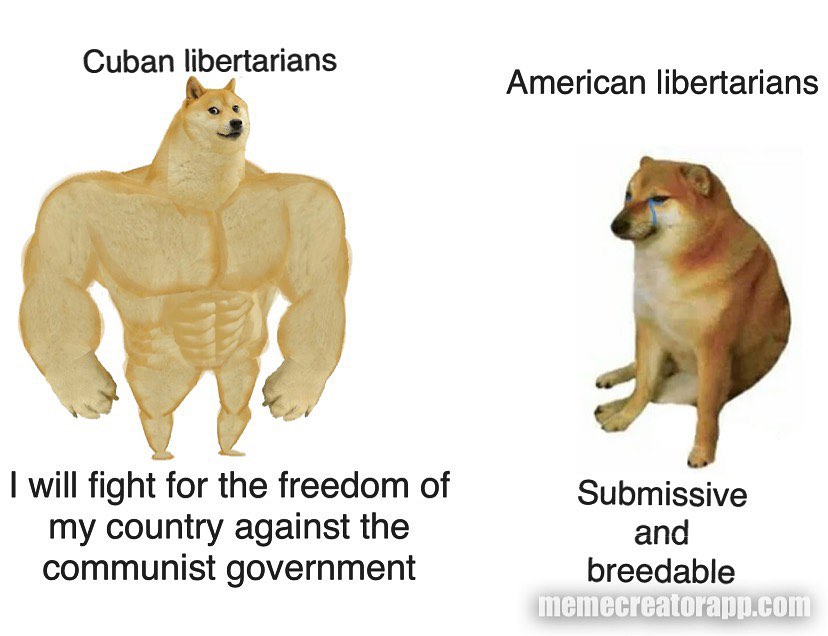 Cuban libertarians
American libertarians
I will fight for the freedom of
my country against the
communist government
Submissive
and
breedable
memecreatorapp.com